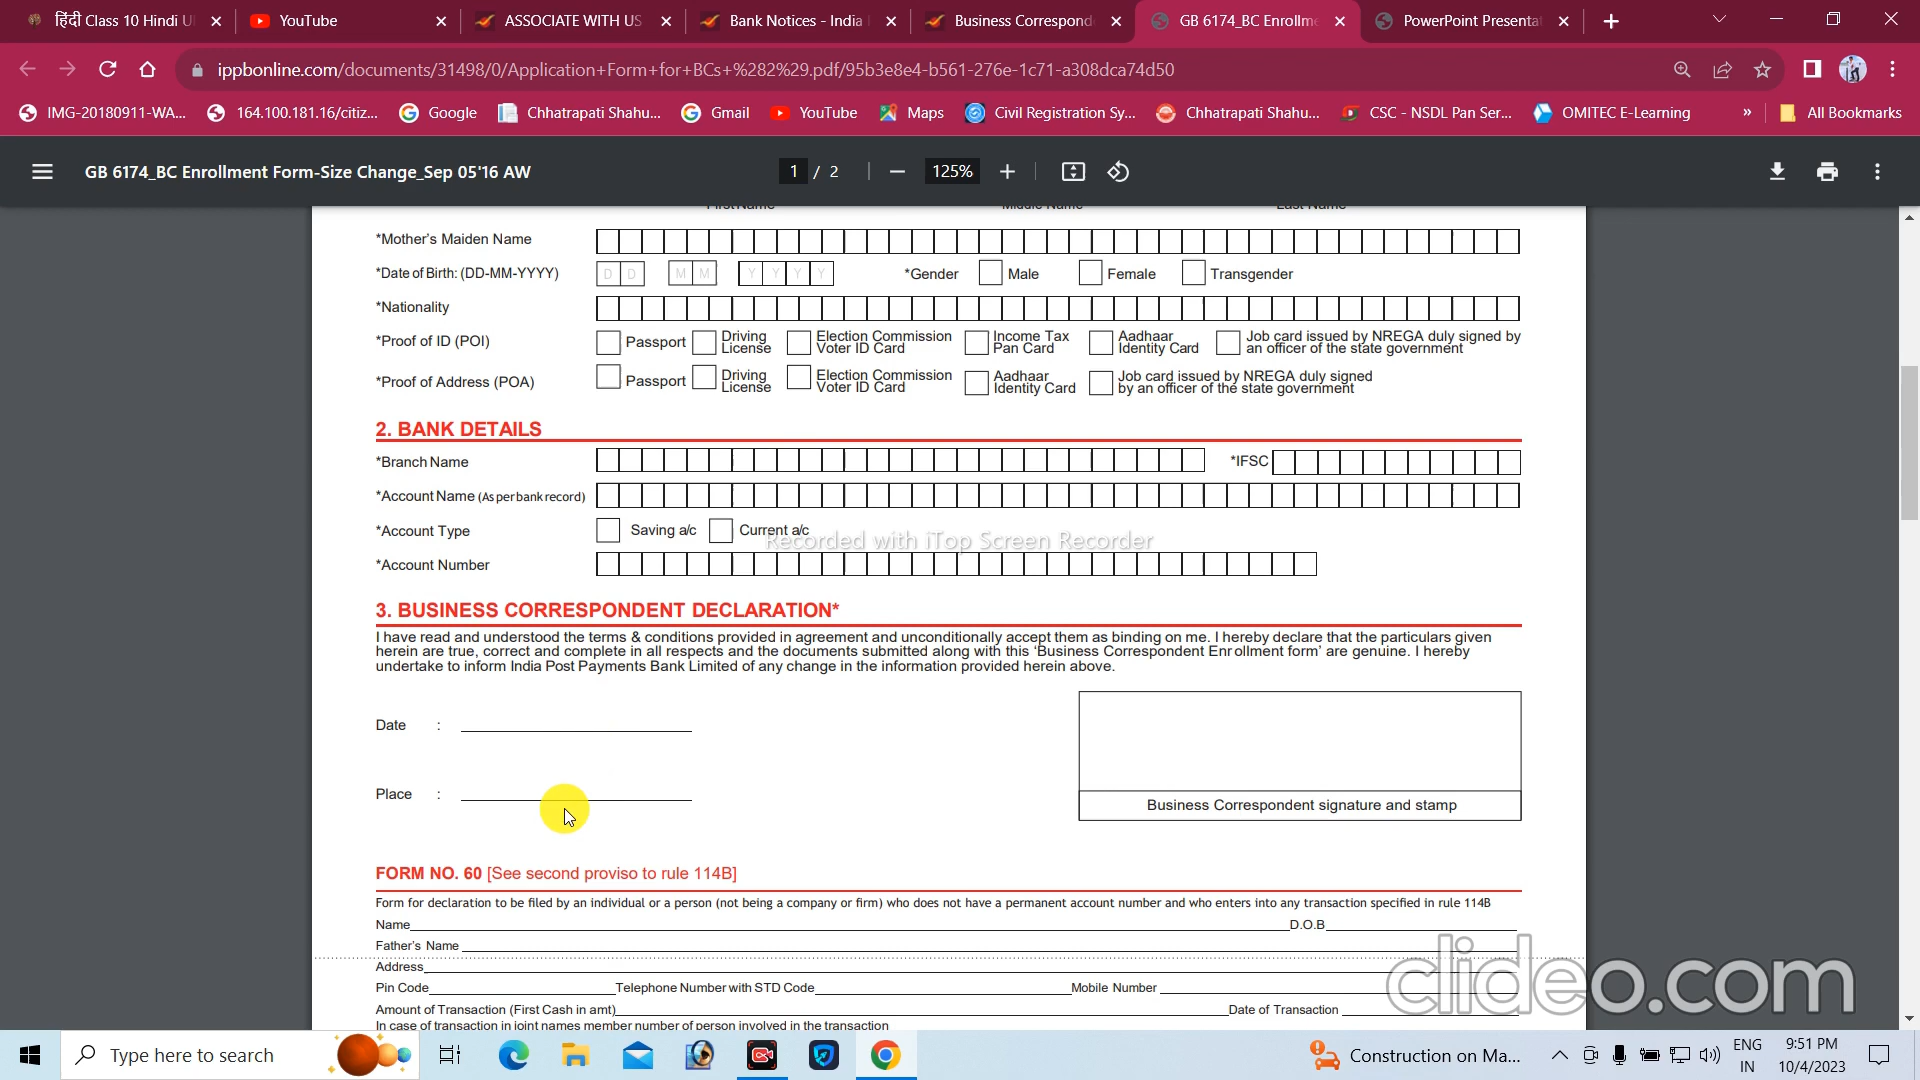 हिंदी Class 10 Hindi U
YouTube
ASSOCIATE WITH US
Bank Notices - India
Business Correspond
GB 6174_BC Enrollm
PowerPoint Presenta
ippbonline.com/documents/31498/0/Application+Form+for+BCs+%282%29.pdf/95b3e8e4-b561-276e-1c71-a308dca74d50
IMG-20180911-WA... 164.100.181.16/citiz... Google Chhatrapati Shahu... Gmail YouTube Maps Civil Registration Sy... Chhatrapati Shahu... CSC - NSDL Pan Ser... OMITEC E-Learning » All Bookmarks
GB 6174_BC Enrollment Form-Size Change_Sep 05'16 AW 1 / 2 125%
First Name Middle Name Last Name
*Mother's Maiden Name
*Date of Birth: (DD-MM-YYYY) D D M M Y Y Y Y *Gender Male Female Transgender
*Nationality
*Proof of ID (POI) Passport Driving License Election Commission Voter ID Card Income Tax Pan Card Aadhaar Identity Card Job card issued by NREGA duly signed by an officer of the state government
*Proof of Address (POA) Passport Driving License Election Commission Voter ID Card Aadhaar Identity Card Job card issued by NREGA duly signed by an officer of the state government
2. BANK DETAILS
*Branch Name *IFSC
*Account Name (As per bank record)
*Account Type Saving a/c Current a/c
Recorded with iTop Screen Recorder
*Account Number
3. BUSINESS CORRESPONDENT DECLARATION*
I have read and understood the terms & conditions provided in agreement and unconditionally accept them as binding on me. I hereby declare that the particulars given
herein are true, correct and complete in all respects and the documents submitted along with this 'Business Correspondent Enrollment form' are genuine. I hereby
undertake to inform India Post Payments Bank Limited of any change in the information provided herein above.
Date :
Place :
Business Correspondent signature and stamp
FORM NO. 60 [See second proviso to rule 114B]
Form for declaration to be filed by an individual or a person (not being a company or firm) who does not have a permanent account number and who enters into any transaction specified in rule 114B
Name D.O.B
Father's Name
Address
Pin Code Telephone Number with STD Code Mobile Number
Amount of Transaction (First Cash in amt) Date of Transaction
In case of transaction in joint names member number of person involved in the transaction
clideo.com
Type here to search
Construction on Ma...
ENG
IN
9:51 PM
10/4/2023